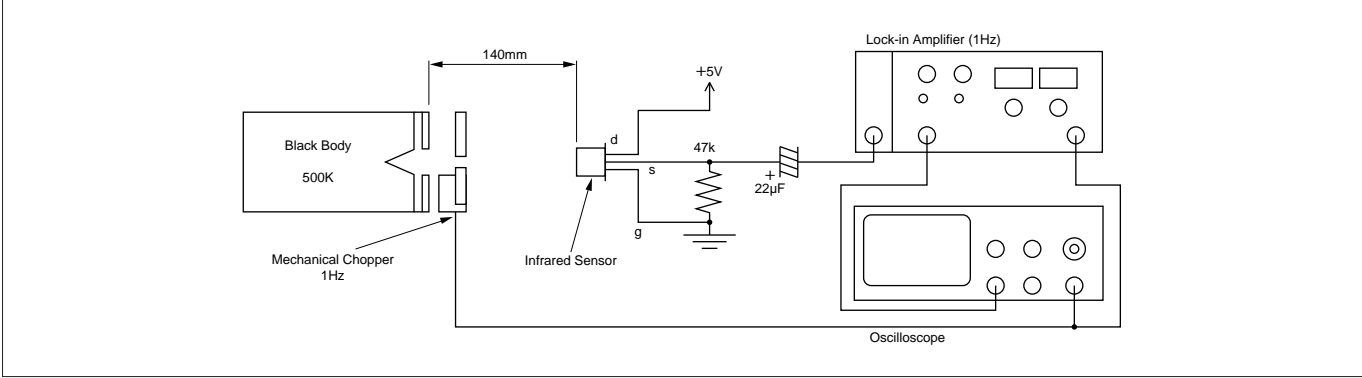 Lock-in Amplifier (1Hz)
140mm
+5V
Black Body
500K
d
47k
s
+
22µF
g
Mechanical Chopper
1Hz
Infrared Sensor
Oscilloscope